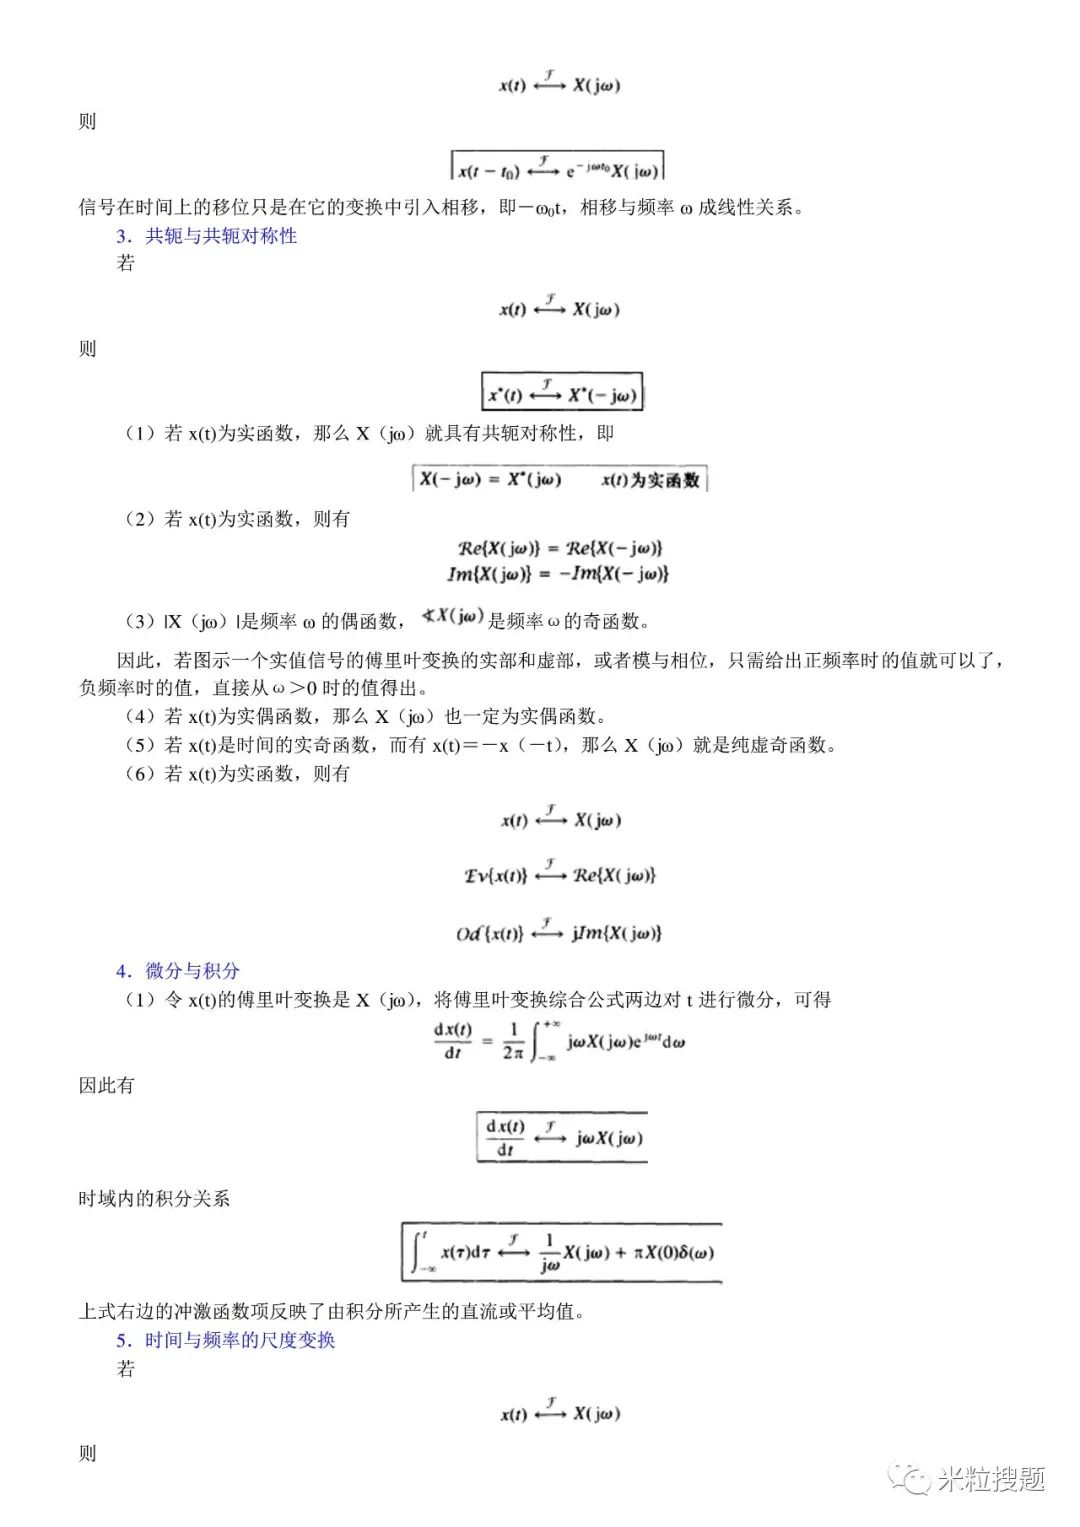 x(t) ⟷ℱ X(jω)
则
x(t − t₀) ⟷ℱ e^{−jωt₀}X(jω)
信号在时间上的移位只是在它的变换中引入相移，即－ω₀t，相移与频率 ω 成线性关系。
3．共轭与共轭对称性
若
x(t) ⟷ℱ X(jω)
则
x*(t) ⟷ℱ X*(−jω)
（1）若 x(t)为实函数，那么 X（jω）就具有共轭对称性，即
X(−jω) = X*(jω) x(t)为实函数
（2）若 x(t)为实函数，则有
Re{X(jω)} = Re{X(−jω)}
Im{X(jω)} = −Im{X(−jω)}
（3）|X（jω）|是频率 ω 的偶函数，∢X(jω)是频率ω的奇函数。
因此，若图示一个实值信号的傅里叶变换的实部和虚部，或者模与相位，只需给出正频率时的值就可以了，
负频率时的值，直接从ω＞0 时的值得出。
（4）若 x(t)为实偶函数，那么 X（jω）也一定为实偶函数。
（5）若 x(t)是时间的实奇函数，而有 x(t)＝－x（－t），那么 X（jω）就是纯虚奇函数。
（6）若 x(t)为实函数，则有
x(t) ⟷ℱ X(jω)
Ev{x(t)} ⟷ℱ Re{X(jω)}
Od{x(t)} ⟷ℱ jIm{X(jω)}
4．微分与积分
（1）令 x(t)的傅里叶变换是 X（jω），将傅里叶变换综合公式两边对 t 进行微分，可得
dx(t)/dt = 1/2π ∫_{−∞}^{+∞} jωX(jω)e^{jωt}dω
因此有
dx(t)/dt ⟷ℱ jωX(jω)
时域内的积分关系
∫_{−∞}^{t} x(τ)dτ ⟷ℱ 1/jω X(jω) + πX(0)δ(ω)
上式右边的冲激函数项反映了由积分所产生的直流或平均值。
5．时间与频率的尺度变换
若
x(t) ⟷ℱ X(jω)
则
米粒搜题